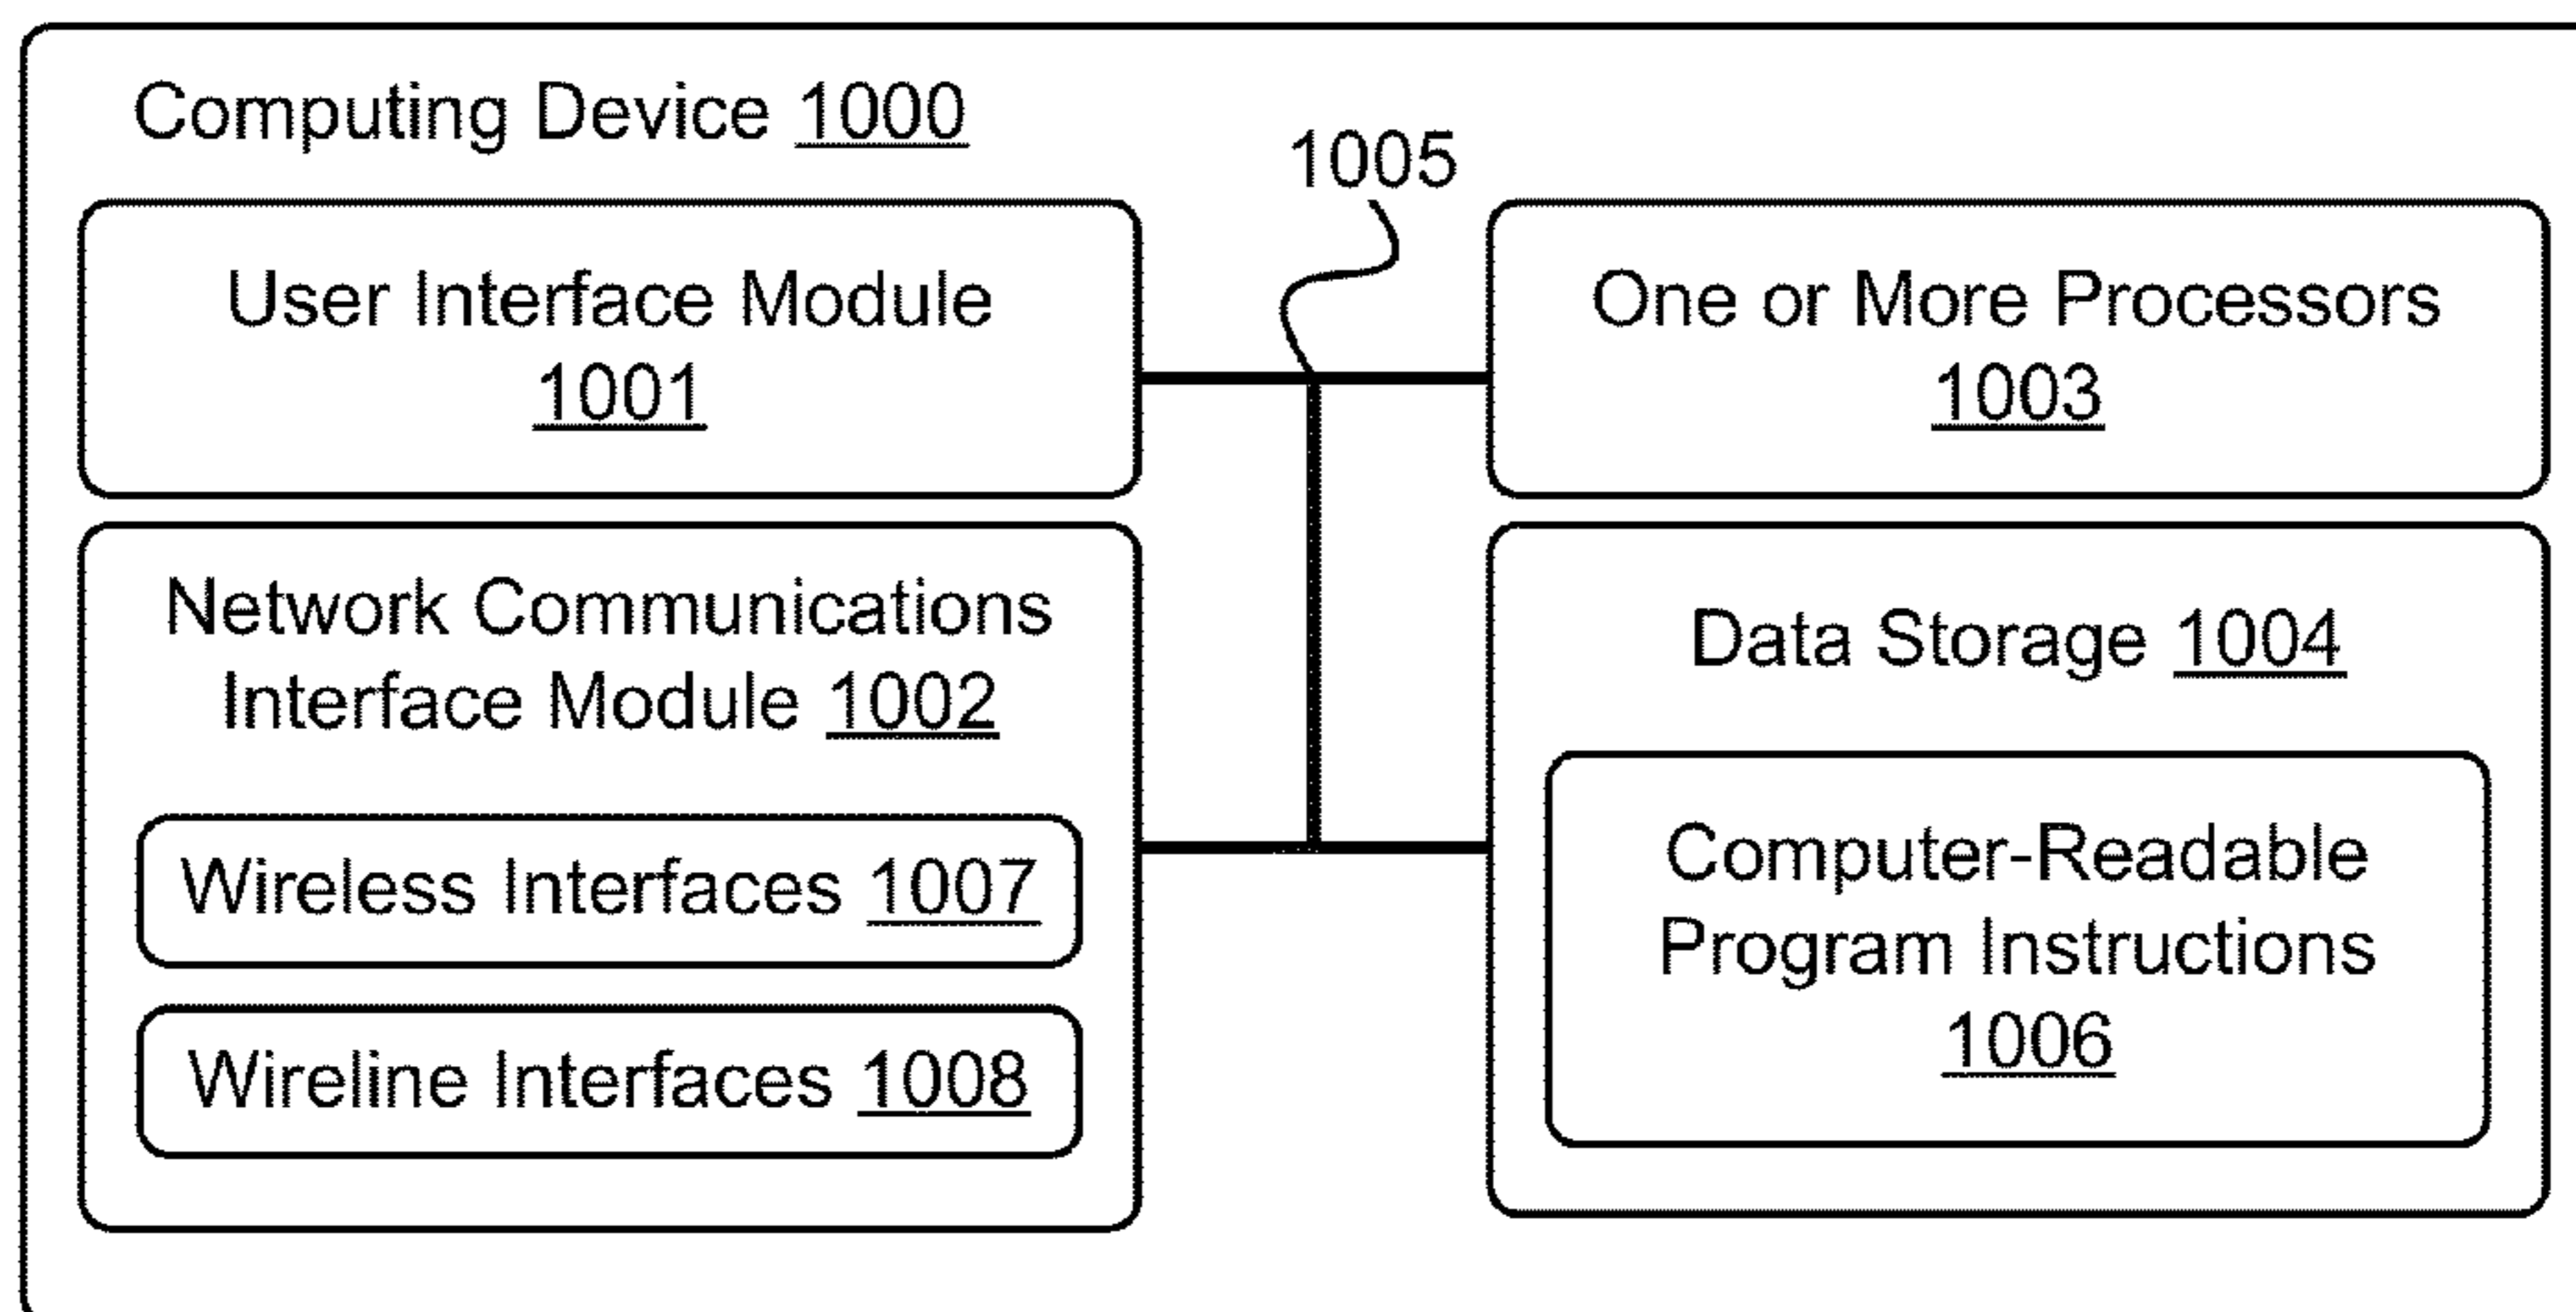 Computing Device 1000
1005
User Interface Module
1001
One or More Processors
1003
Network Communications
Interface Module 1002
Wireless Interfaces 1007
Wireline Interfaces 1008
Data Storage 1004
Computer-Readable
Program Instructions
1006